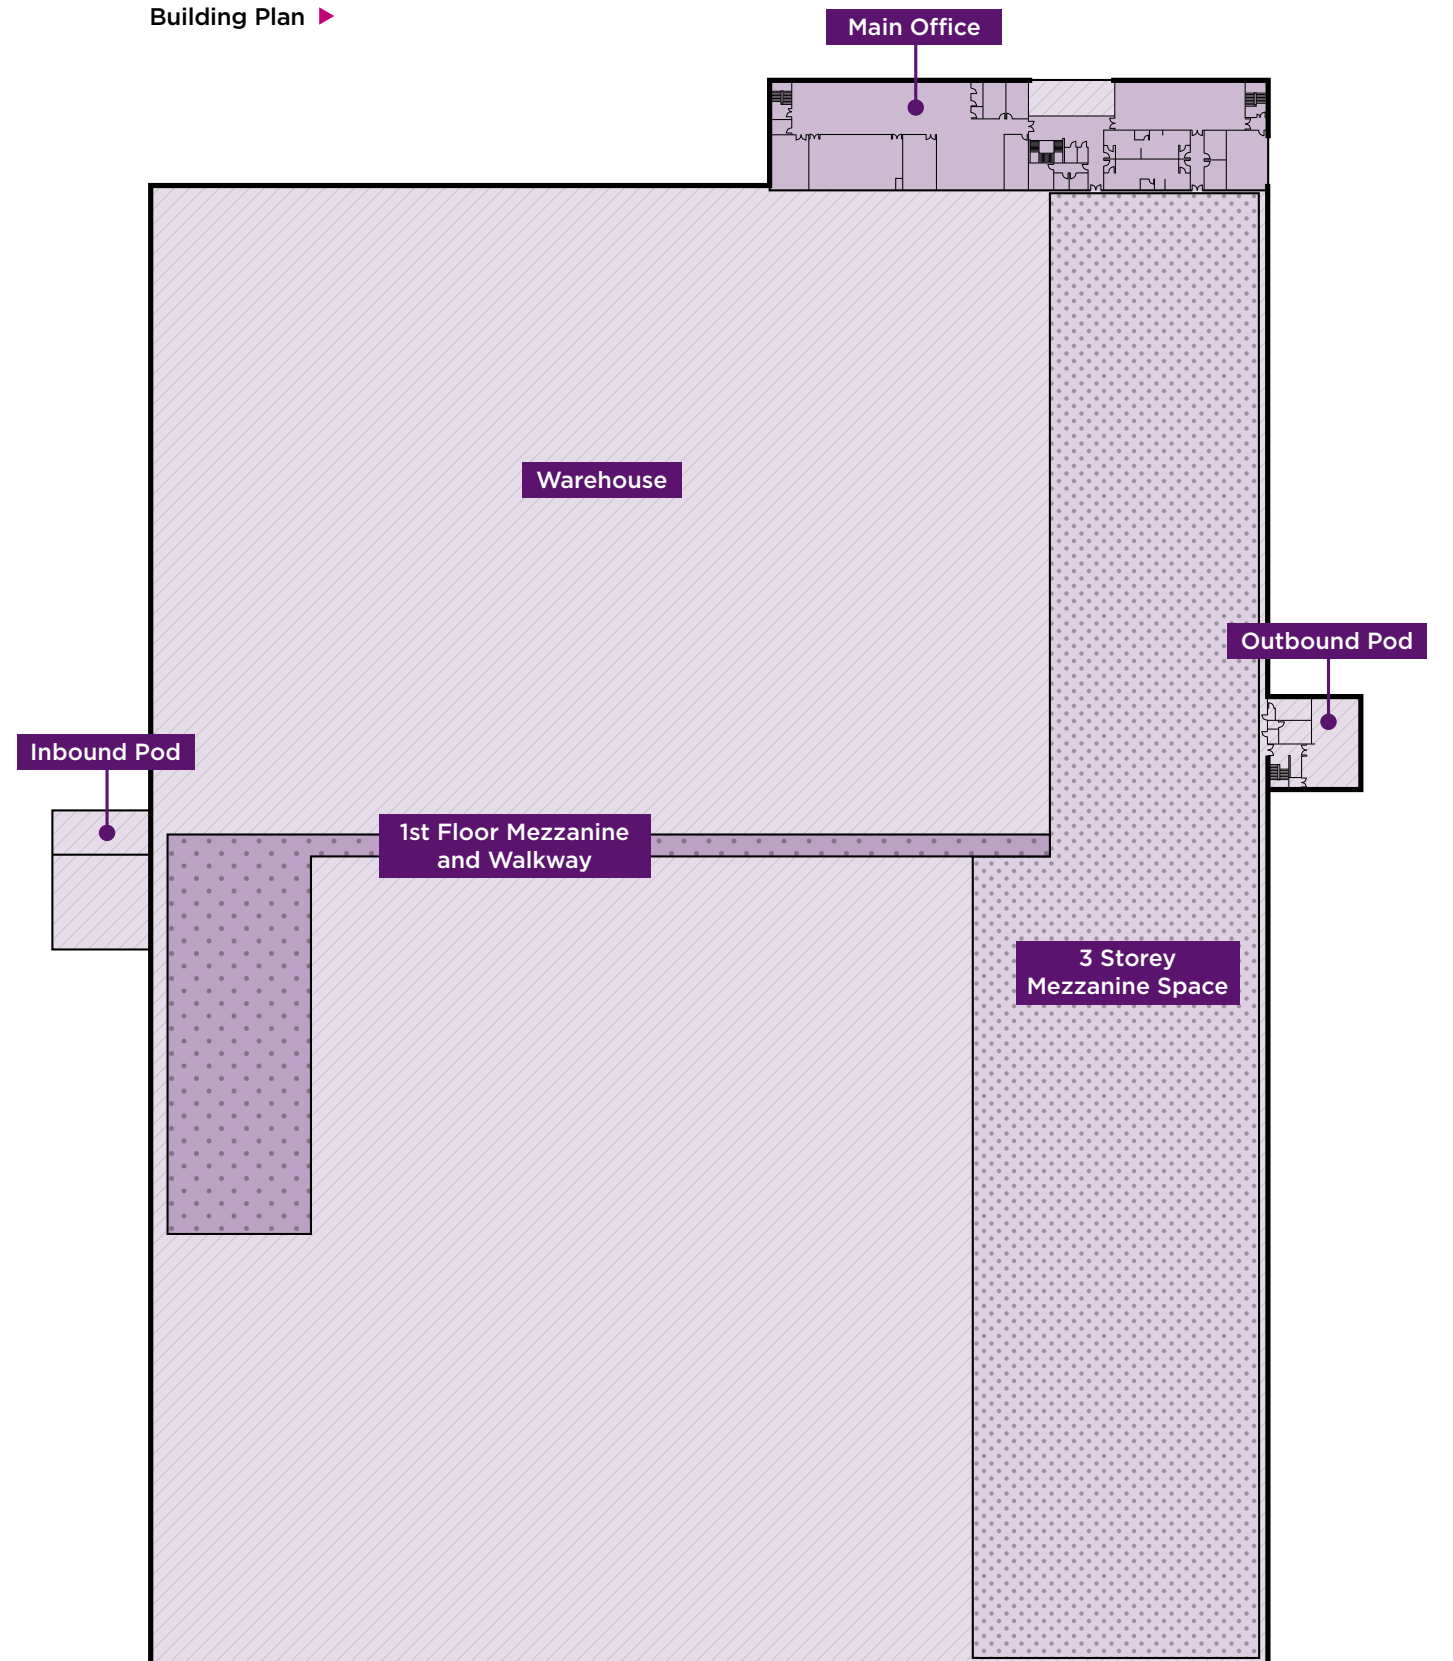 Building Plan
Main Office
Warehouse
Outbound Pod
Inbound Pod
1st Floor Mezzanine
and Walkway
3 Storey
Mezzanine Space